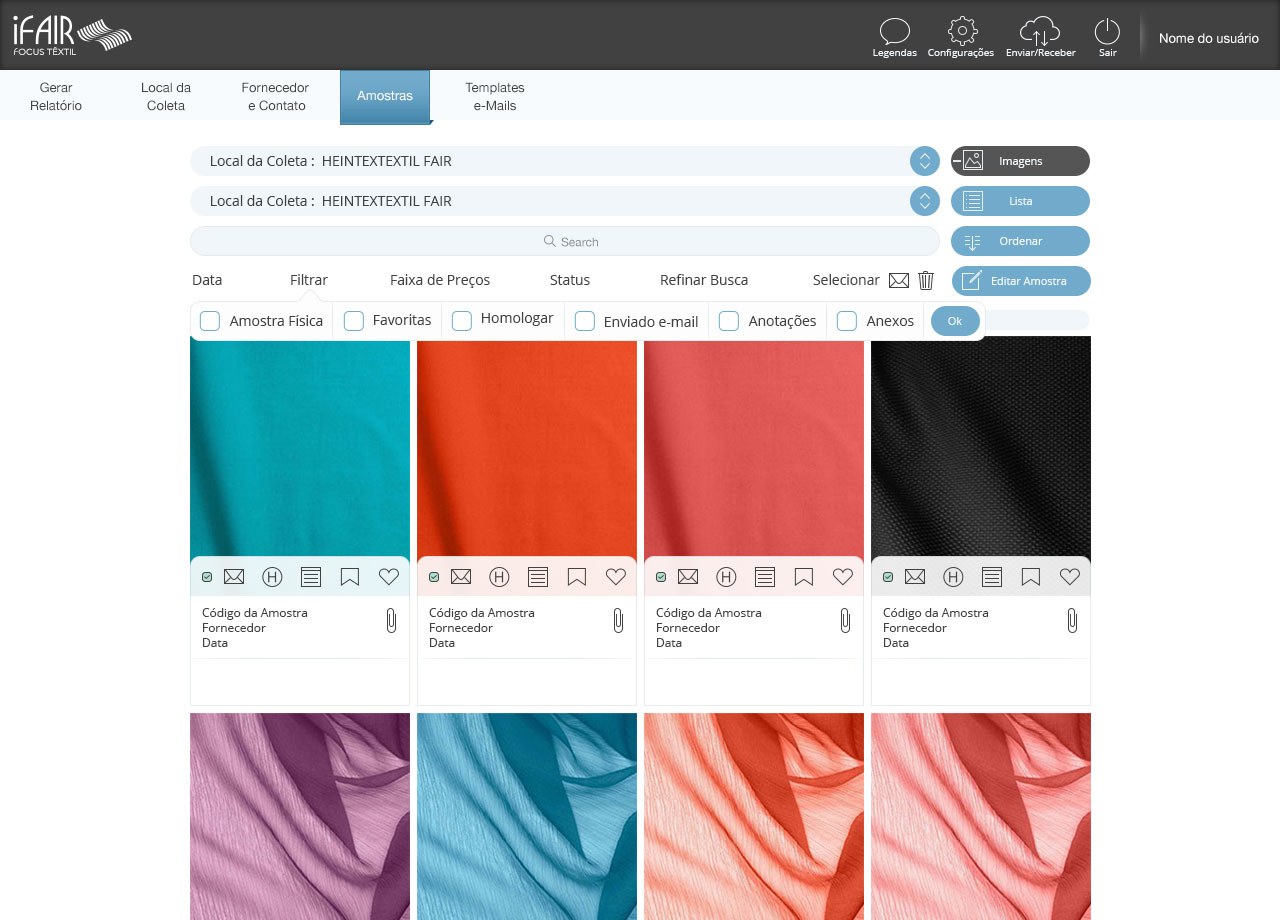 iFAIR
FOCUS TÊXTIL
Legendas
Configurações
Enviar/Receber
Sair
Nome do usuário
Gerar
Relatório
Local da
Coleta
Fornecedor
e Contato
Amostras
Templates
e-Mails
Local da Coleta : HEINTEXTEXTIL FAIR
Imagens
Local da Coleta : HEINTEXTEXTIL FAIR
Lista
Search
Ordenar
Data
Filtrar
Faixa de Preços
Status
Refinar Busca
Selecionar
Editar Amostra
Amostra Física
Favoritas
Homologar
Enviado e-mail
Anotações
Anexos
Ok
H
H
H
H
Código da Amostra
Fornecedor
Data
Código da Amostra
Fornecedor
Data
Código da Amostra
Fornecedor
Data
Código da Amostra
Fornecedor
Data